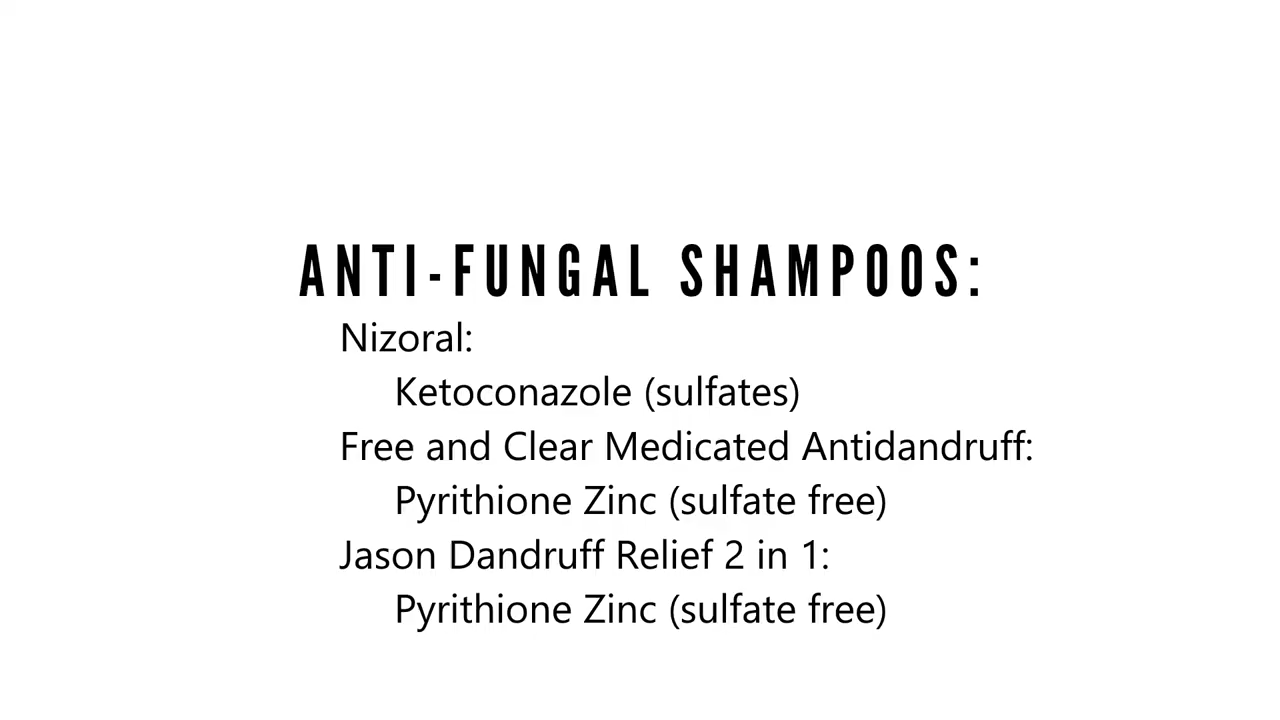 ANTI-FUNGAL SHAMPOOS:
Nizoral:
Ketoconazole (sulfates)
Free and Clear Medicated Antidandruff:
Pyrithione Zinc (sulfate free)
Jason Dandruff Relief 2 in 1:
Pyrithione Zinc (sulfate free)